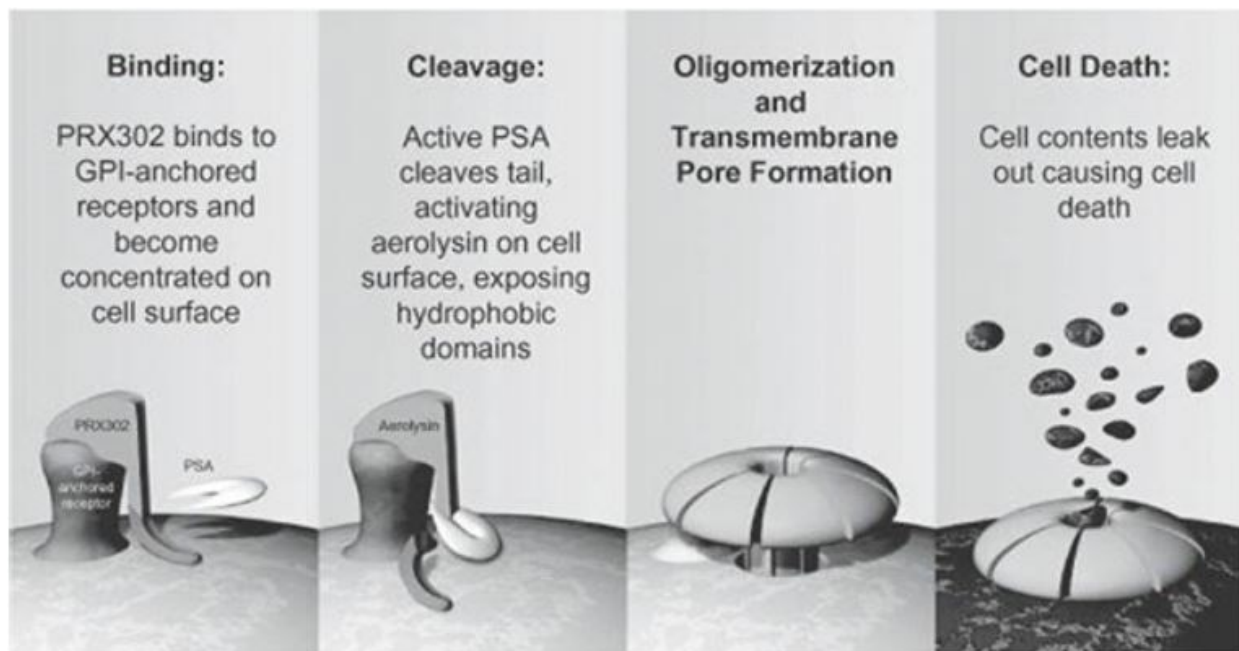 Binding:
PRX302 binds to
GPI-anchored
receptors and
become
concentrated on
cell surface
PRX302
GPI-
anchored
receptor
PSA
Cleavage:
Active PSA
cleaves tail,
activating
aerolysin on cell
surface, exposing
hydrophobic
domains
Aerolysin
Oligomerization
and
Transmembrane
Pore Formation
Cell Death:
Cell contents leak
out causing cell
death